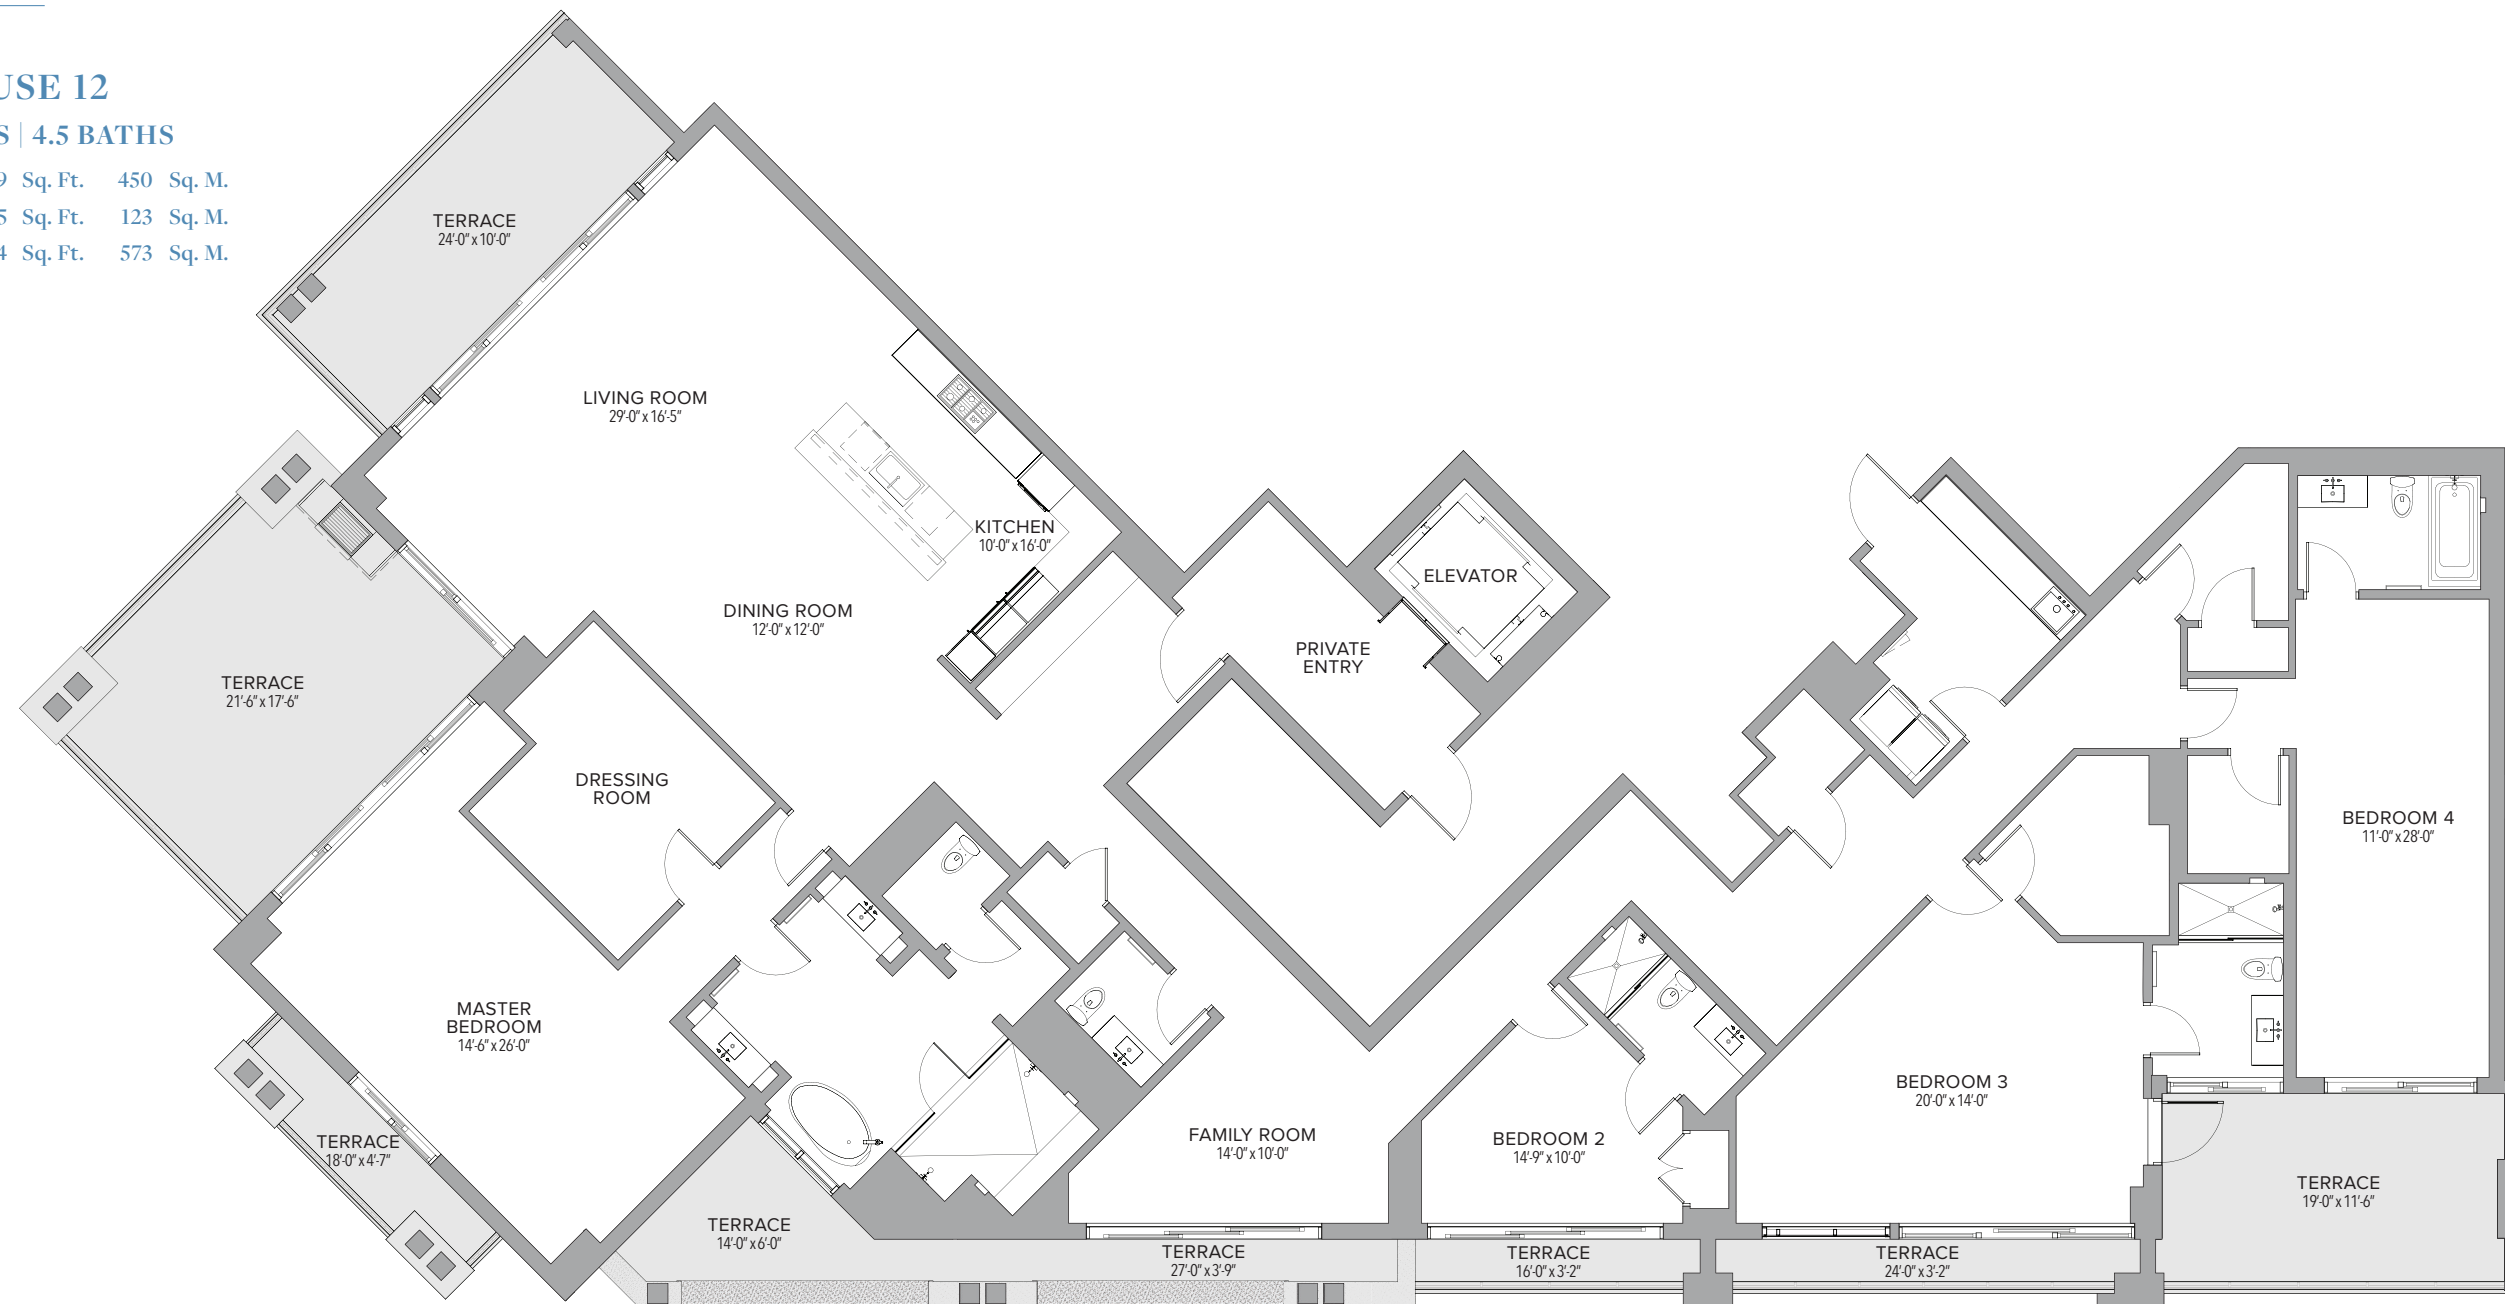 USE 12
S | 4.5 BATHS
9 Sq. Ft. 450 Sq. M.
5 Sq. Ft. 123 Sq. M.
4 Sq. Ft. 573 Sq. M.
TERRACE
24'-0" x 10'-0"
LIVING ROOM
29'-0" x 16'-5"
KITCHEN
10'-0" x 16'-0"
ELEVATOR
DINING ROOM
12'-0" x 12'-0"
PRIVATE
ENTRY
TERRACE
21'-6" x 17'-6"
DRESSING
ROOM
BEDROOM 4
11'-0" x 28'-0"
MASTER
BEDROOM
14'-6" x 26'-0"
BEDROOM 3
20'-0" x 14'-0"
TERRACE
18'-0" x 4'-7"
FAMILY ROOM
14'-0" x 10'-0"
BEDROOM 2
14'-9" x 10'-0"
TERRACE
19'-0" x 11'-6"
TERRACE
14'-0" x 6'-0"
TERRACE
27'-0" x 3'-9"
TERRACE
16'-0" x 3'-2"
TERRACE
24'-0" x 3'-2"